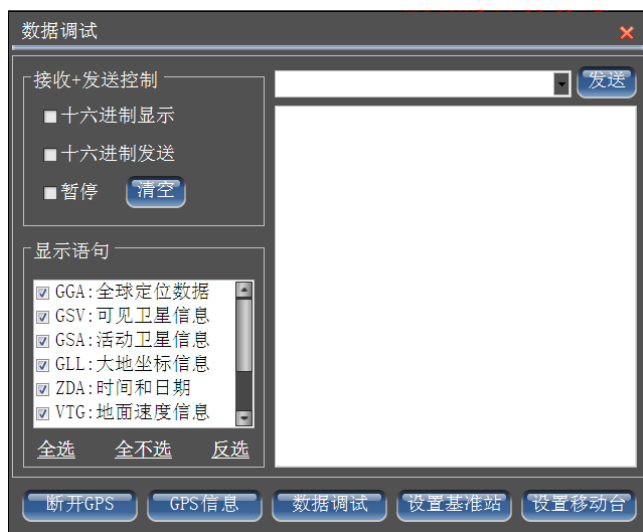 数据调试
接收+发送控制
发送
十六进制显示
十六进制发送
暂停 清空
显示语句
GGA:全球定位数据
GSV:可见卫星信息
GSA:活动卫星信息
GLL:大地坐标信息
ZDA:时间和日期
VTG:地面速度信息
全选 全不选 反选
断开GPS GPS信息 数据调试 设置基准站 设置移动台